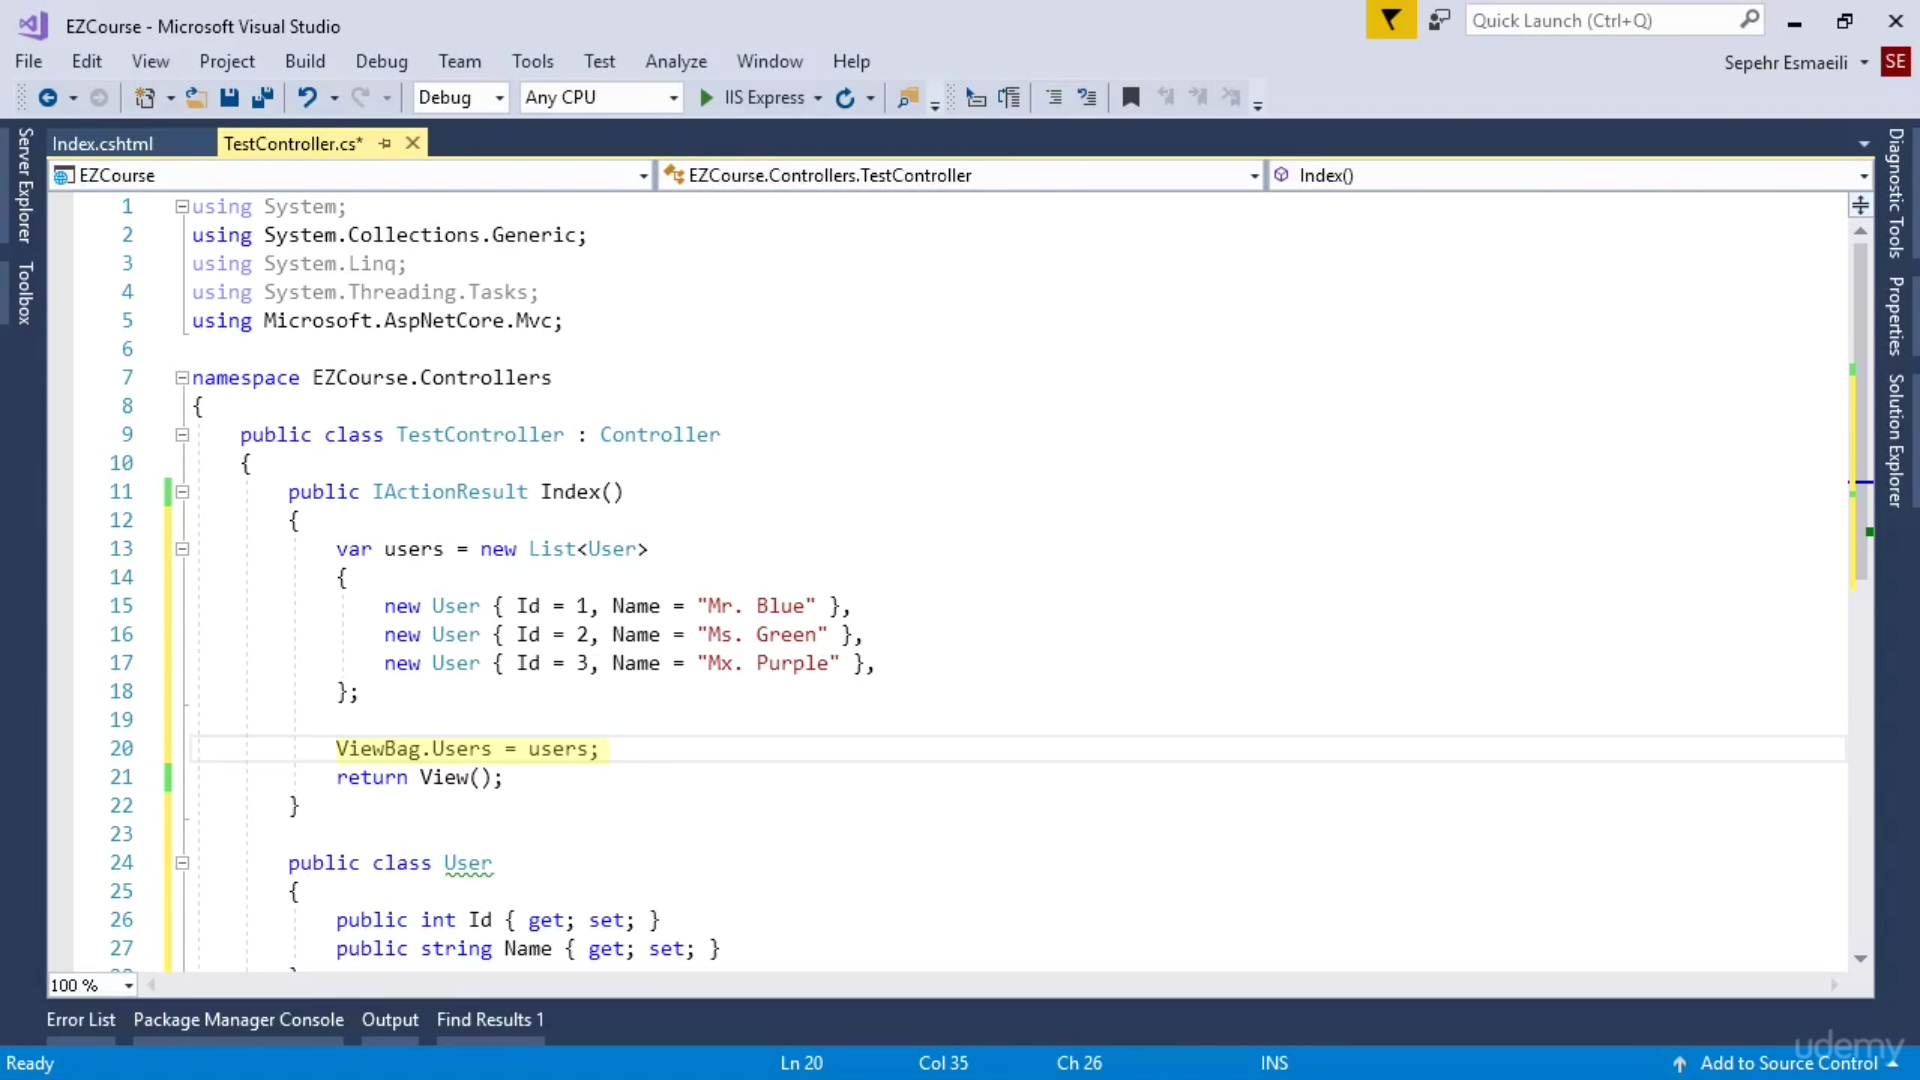 EZCourse - Microsoft Visual Studio
Quick Launch (Ctrl+Q)
File Edit View Project Build Debug Team Tools Test Analyze Window Help
Sepehr Esmaeili SE
Debug Any CPU IIS Express
Index.cshtml TestController.cs*
EZCourse EZCourse.Controllers.TestController Index()
Server Explorer
Toolbox
1 using System;
2 using System.Collections.Generic;
3 using System.Linq;
4 using System.Threading.Tasks;
5 using Microsoft.AspNetCore.Mvc;
6
7 namespace EZCourse.Controllers
8 {
9 public class TestController : Controller
10 {
11 public IActionResult Index()
12 {
13 var users = new List<User>
14 {
15 new User { Id = 1, Name = "Mr. Blue" },
16 new User { Id = 2, Name = "Ms. Green" },
17 new User { Id = 3, Name = "Mx. Purple" },
18 };
19
20 ViewBag.Users = users;
21 return View();
22 }
23
24 public class User
25 {
26 public int Id { get; set; }
27 public string Name { get; set; }
Diagnostic Tools
Properties
Solution Explorer
100 %
Error List Package Manager Console Output Find Results 1
Ready Ln 20 Col 35 Ch 26 INS Add to Source Control
udemy